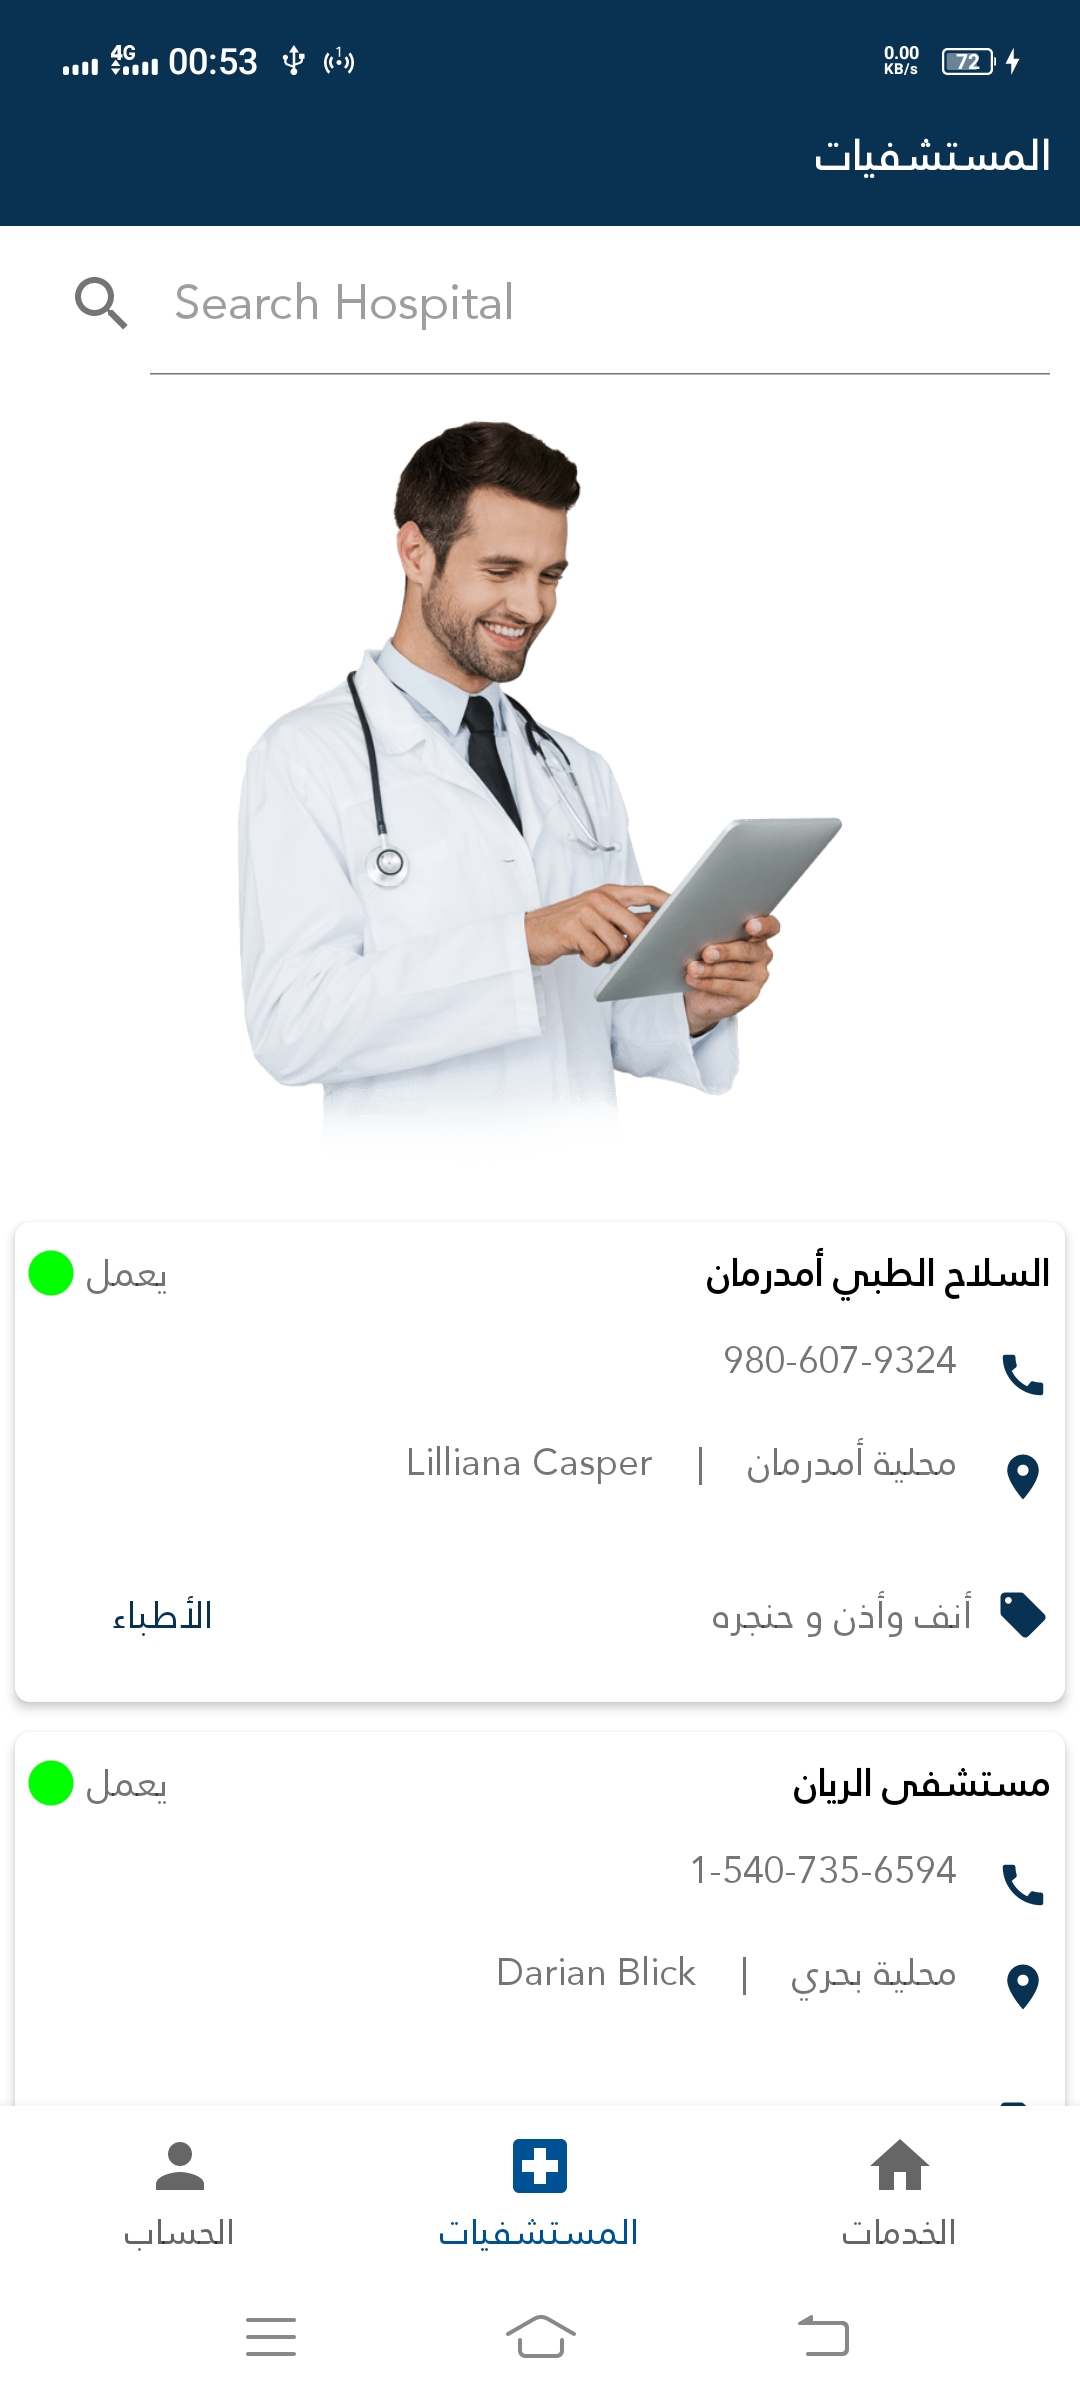 4G 00:53 1 0.00 KB/s 72
المستشفيات
Search Hospital
السلاح الطبي أمدرمان يعمل
980-607-9324
محلية أمدرمان | Lilliana Casper
أنف وأذن و حنجره الأطباء
مستشفى الريان يعمل
1-540-735-6594
محلية بحري | Darian Blick
الخدمات المستشفيات الحساب